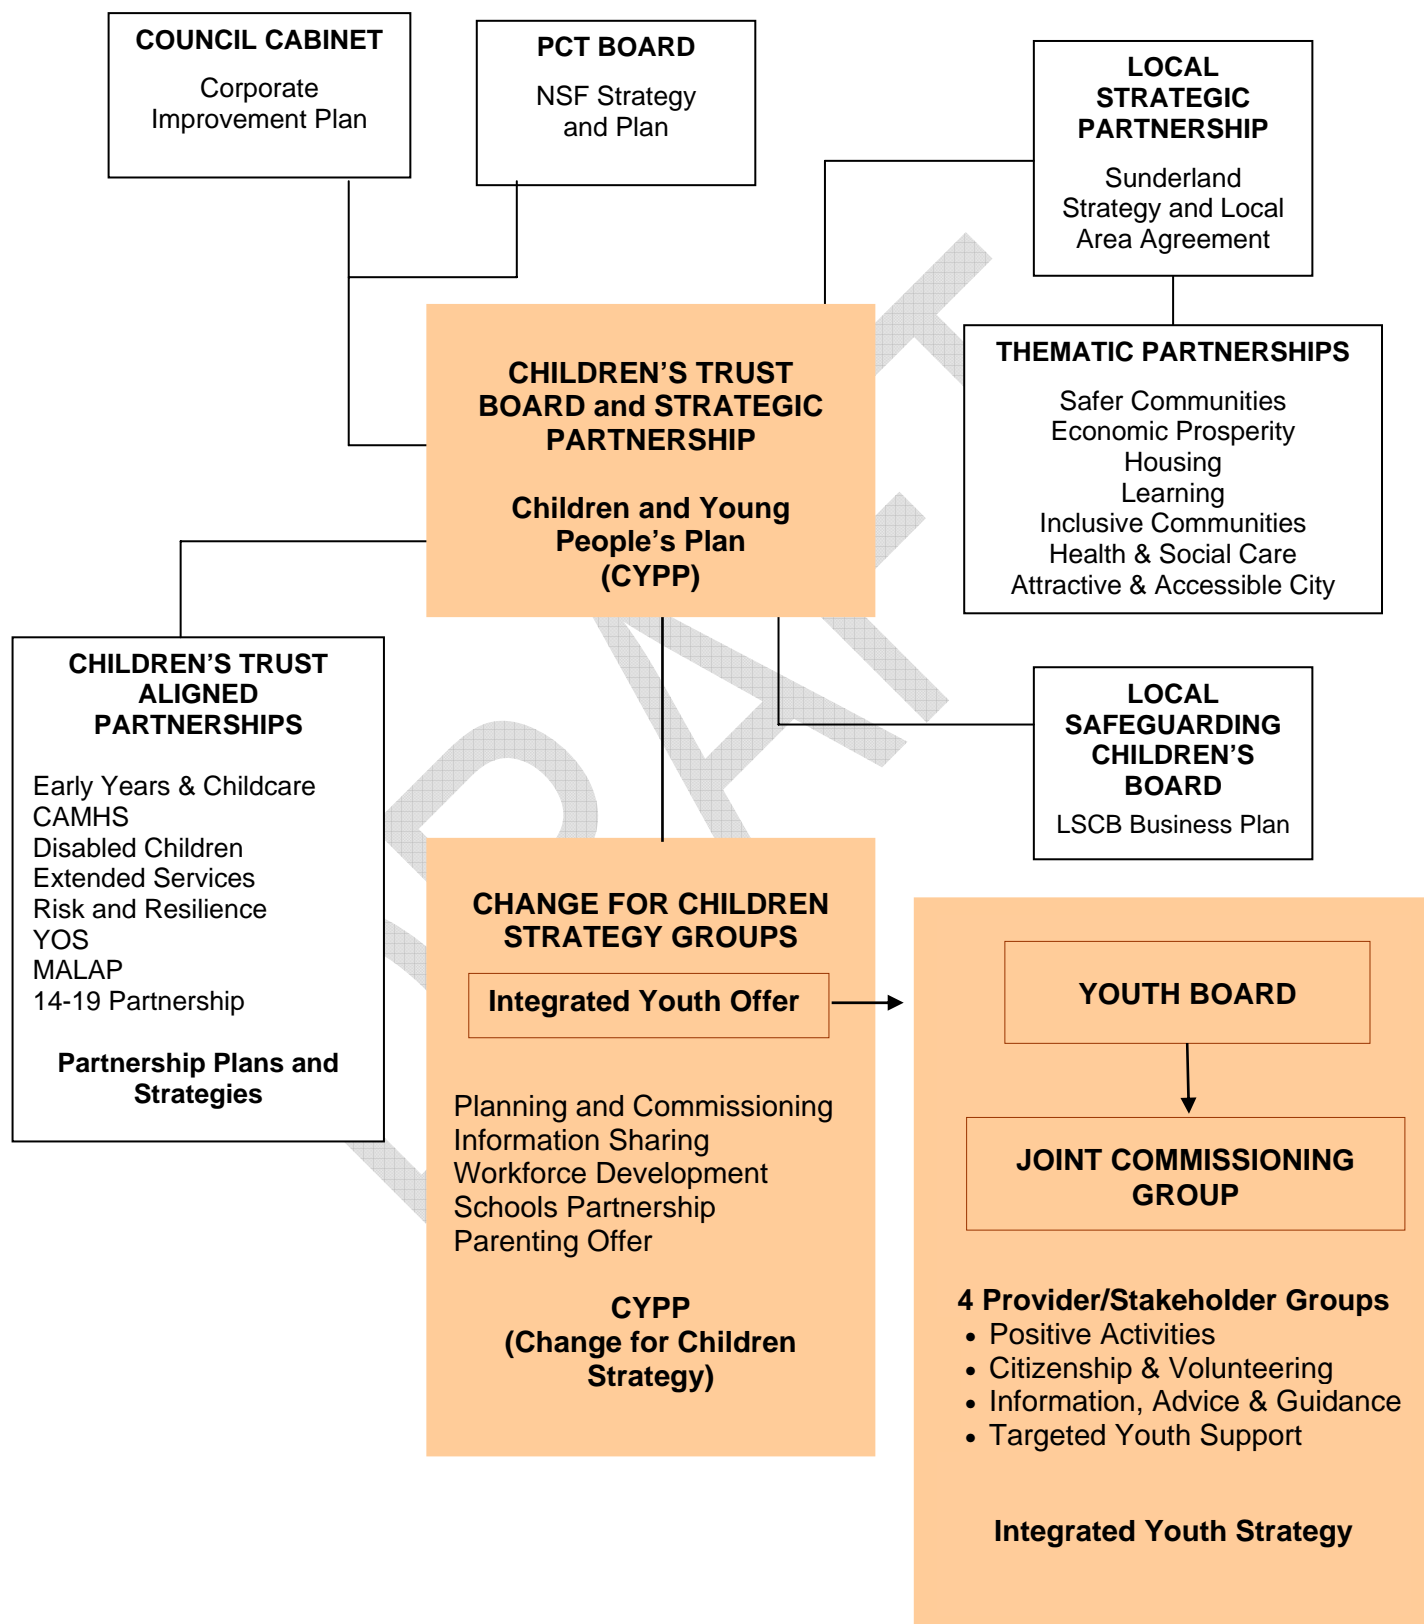 COUNCIL CABINET
Corporate
Improvement Plan
PCT BOARD
NSF Strategy
and Plan
LOCAL
STRATEGIC
PARTNERSHIP
Sunderland
Strategy and Local
Area Agreement
THEMATIC PARTNERSHIPS
Safer Communities
Economic Prosperity
Housing
Learning
Inclusive Communities
Health & Social Care
Attractive & Accessible City
CHILDREN’S TRUST
BOARD and STRATEGIC
PARTNERSHIP
Children and Young
People’s Plan
(CYPP)
CHILDREN’S TRUST
ALIGNED
PARTNERSHIPS
Early Years & Childcare
CAMHS
Disabled Children
Extended Services
Risk and Resilience
YOS
MALAP
14-19 Partnership
Partnership Plans and
Strategies
LOCAL
SAFEGUARDING
CHILDREN’S
BOARD
LSCB Business Plan
CHANGE FOR CHILDREN
STRATEGY GROUPS
Integrated Youth Offer
Planning and Commissioning
Information Sharing
Workforce Development
Schools Partnership
Parenting Offer
CYPP
(Change for Children
Strategy)
YOUTH BOARD
JOINT COMMISSIONING
GROUP
4 Provider/Stakeholder Groups
• Positive Activities
• Citizenship & Volunteering
• Information, Advice & Guidance
• Targeted Youth Support
Integrated Youth Strategy
DRAFT